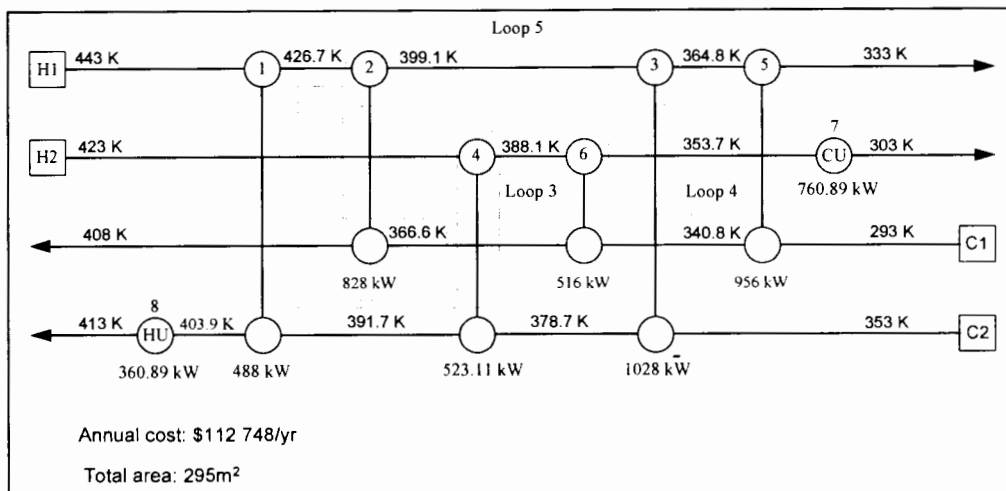 Loop 5
H1 443 K 1 426.7 K 2 399.1 K 3 364.8 K 5 333 K
7
H2 423 K 4 388.1 K 6 353.7 K CU 303 K
760.89 kW
Loop 3 Loop 4
408 K 366.6 K 340.8 K 293 K C1
828 kW 516 kW 956 kW
8
413 K HU 403.9 K 391.7 K 378.7 K 353 K C2
360.89 kW 488 kW 523.11 kW 1028 kW
Annual cost: $112 748/yr
Total area: 295m²